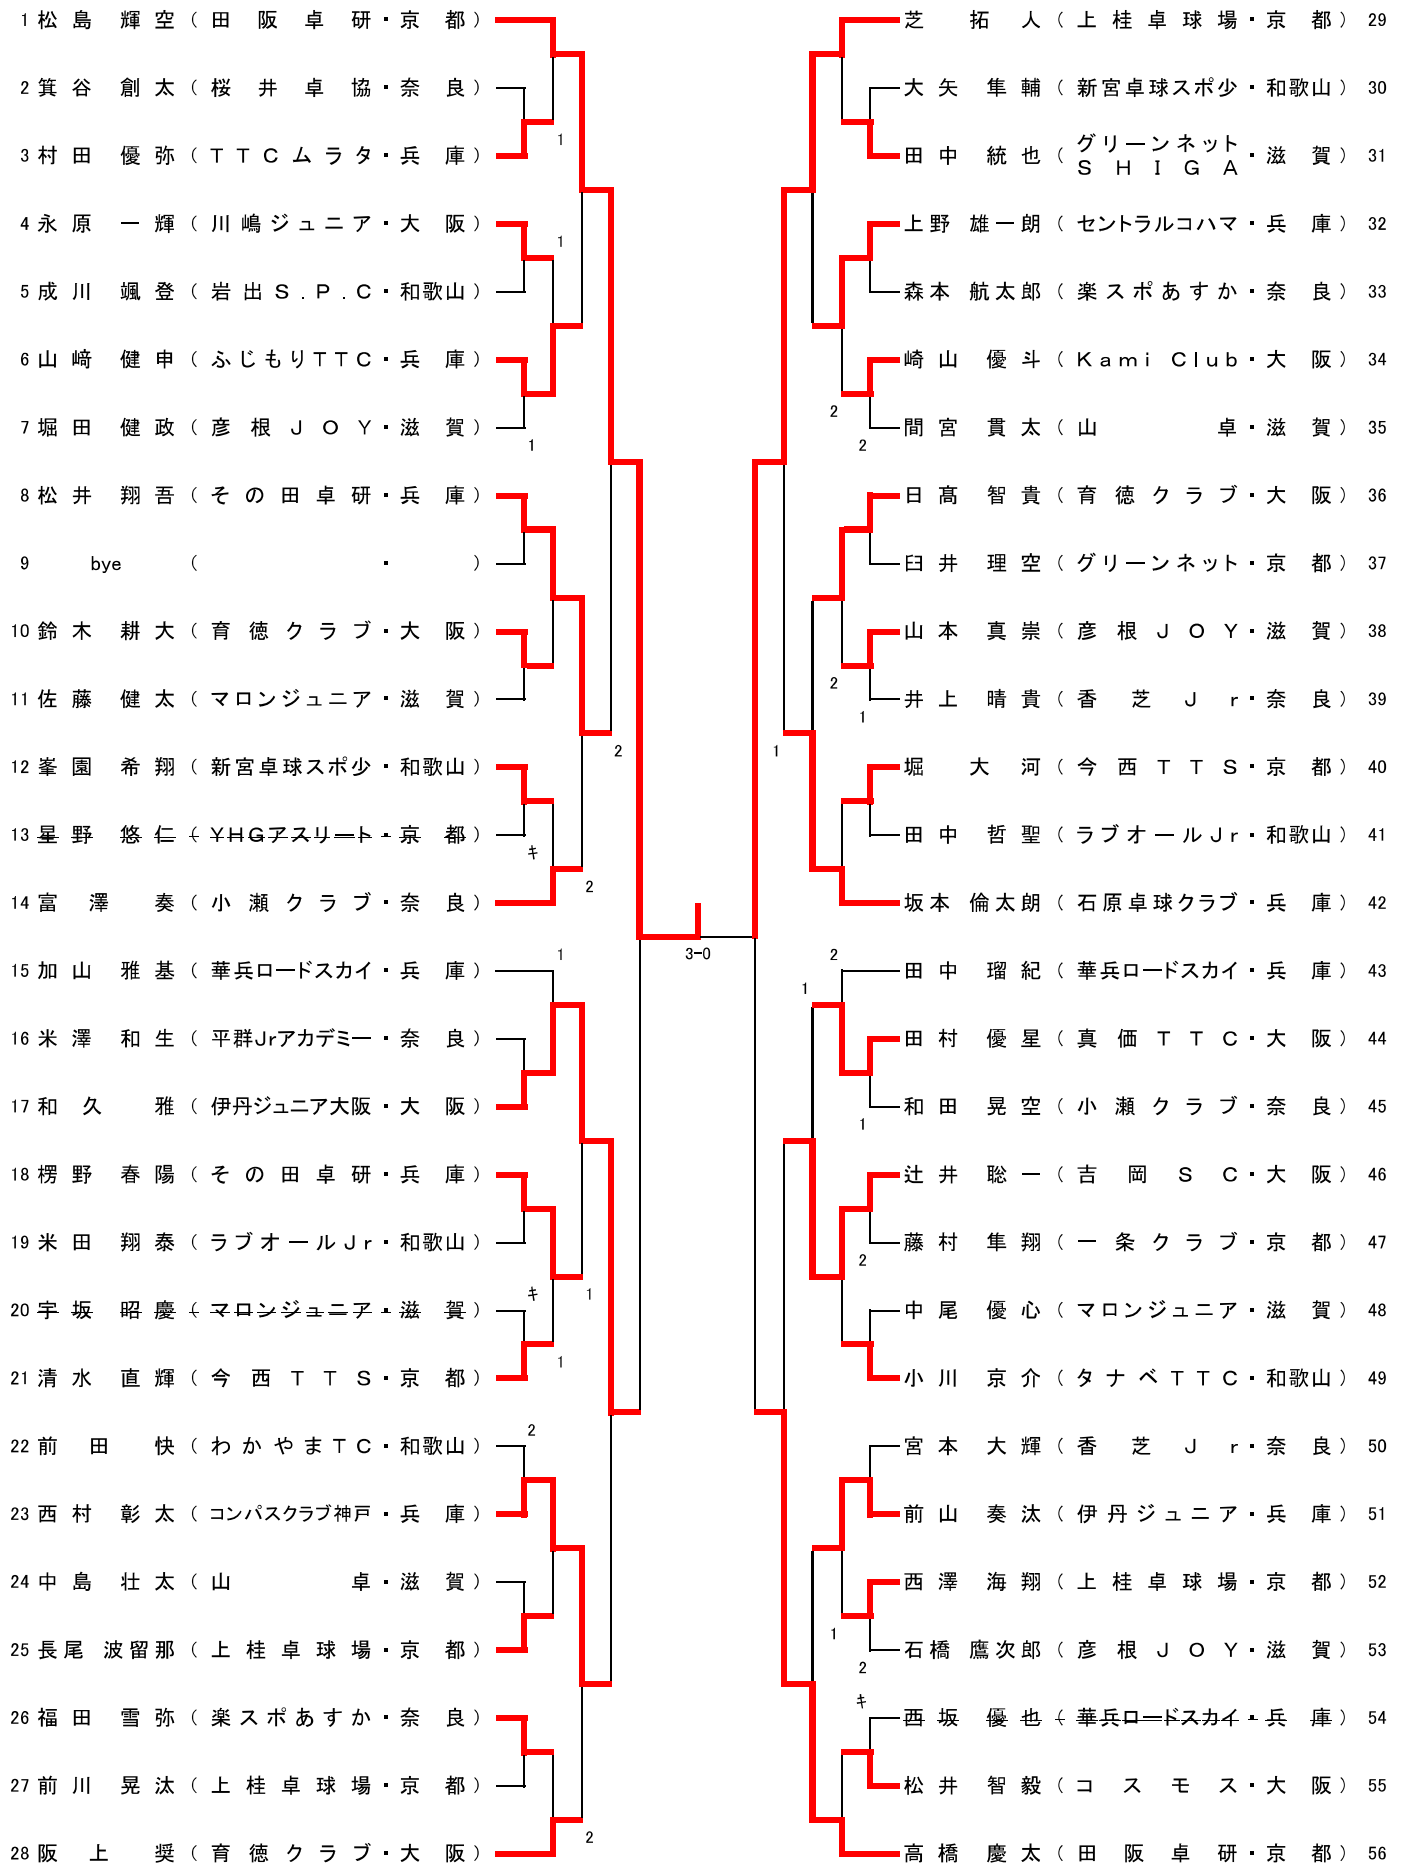 1 松島 輝空 ( 田阪卓研・京都 )
2 箕谷 創太 ( 桜井卓協・奈良 )
1
3 村田 優弥 ( TTCムラタ・兵庫 )
4 永原 一輝 ( 川嶋ジュニア・大阪 )
1
5 成川 颯登 ( 岩出S.P.C・和歌山 )
6 山﨑 健申 ( ふじもりTTC・兵庫 )
7 堀田 健政 ( 彦根JOY・滋賀 )
1
8 松井 翔吾 ( その田卓研・兵庫 )
9 bye ( ・ )
10 鈴木 耕大 ( 育徳クラブ・大阪 )
11 佐藤 健太 ( マロンジュニア・滋賀 )
2
12 峯園 希翔 ( 新宮卓球スポ少・和歌山 )
13 星野 悠仁 ( YHGアスリート・京都 )
キ
2
14 富澤 奏 ( 小瀬クラブ・奈良 )
3-0
1
15 加山 雅基 ( 華兵ロードスカイ・兵庫 )
16 米澤 和生 ( 平群Jrアカデミー・奈良 )
17 和久 雅 ( 伊丹ジュニア大阪・大阪 )
18 楞野 春陽 ( その田卓研・兵庫 )
19 米田 翔泰 ( ラブオールJr・和歌山 )
キ
1
20 宇坂 昭慶 ( マロンジュニア・滋賀 )
1
21 清水 直輝 ( 今西TTS・京都 )
2
22 前田 快 ( わかやまTC・和歌山 )
23 西村 彰太 ( コンパスクラブ神戸・兵庫 )
24 中島 壮太 ( 山卓・滋賀 )
25 長尾 波留那 ( 上桂卓球場・京都 )
26 福田 雪弥 ( 楽スポあすか・奈良 )
27 前川 晃汰 ( 上桂卓球場・京都 )
2
28 阪上 奨 ( 育徳クラブ・大阪 )
芝 拓人 ( 上桂卓球場・京都 ) 29
大矢 隼輔 ( 新宮卓球スポ少・和歌山 ) 30
田中 統也 ( グリーンネット
SHIGA・滋賀 ) 31
上野 雄一朗 ( セントラルコハマ・兵庫 ) 32
森本 航太郎 ( 楽スポあすか・奈良 ) 33
崎山 優斗 ( Kami Club・大阪 ) 34
2
間宮 貫太 ( 山卓・滋賀 ) 35
2
日髙 智貴 ( 育徳クラブ・大阪 ) 36
臼井 理空 ( グリーンネット・京都 ) 37
山本 真崇 ( 彦根JOY・滋賀 ) 38
2
井上 晴貴 ( 香芝Jr・奈良 ) 39
1
1
堀 大河 ( 今西TTS・京都 ) 40
田中 哲聖 ( ラブオールJr・和歌山 ) 41
坂本 倫太朗 ( 石原卓球クラブ・兵庫 ) 42
2
田中 瑠紀 ( 華兵ロードスカイ・兵庫 ) 43
1
田村 優星 ( 真価TTC・大阪 ) 44
和田 晃空 ( 小瀬クラブ・奈良 ) 45
1
辻井 聡一 ( 吉岡SC・大阪 ) 46
藤村 隼翔 ( 一条クラブ・京都 ) 47
2
中尾 優心 ( マロンジュニア・滋賀 ) 48
小川 京介 ( タナベTTC・和歌山 ) 49
宮本 大輝 ( 香芝Jr・奈良 ) 50
前山 奏汰 ( 伊丹ジュニア・兵庫 ) 51
西澤 海翔 ( 上桂卓球場・京都 ) 52
1
石橋 鷹次郎 ( 彦根JOY・滋賀 ) 53
2
キ
西坂 優也 ( 華兵ロードスカイ・兵庫 ) 54
松井 智毅 ( コスモス・大阪 ) 55
高橋 慶太 ( 田阪卓研・京都 ) 56